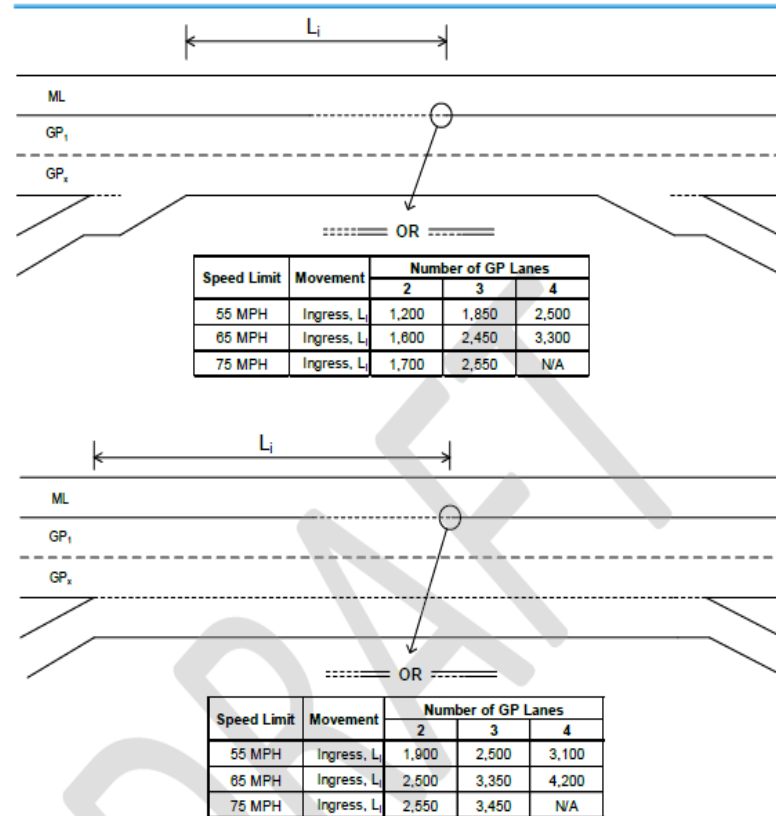 Li
ML
GP1
GPx
OR
Speed Limit Movement Number of GP Lanes
2 3 4
55 MPH Ingress, LI 1,200 1,850 2,500
65 MPH Ingress, LI 1,600 2,450 3,300
75 MPH Ingress, LI 1,700 2,550 N/A
Li
ML
GP1
GPx
OR
Speed Limit Movement Number of GP Lanes
2 3 4
55 MPH Ingress, LI 1,900 2,500 3,100
65 MPH Ingress, LI 2,500 3,350 4,200
75 MPH Ingress, LI 2,550 3,450 N/A
DRAFT